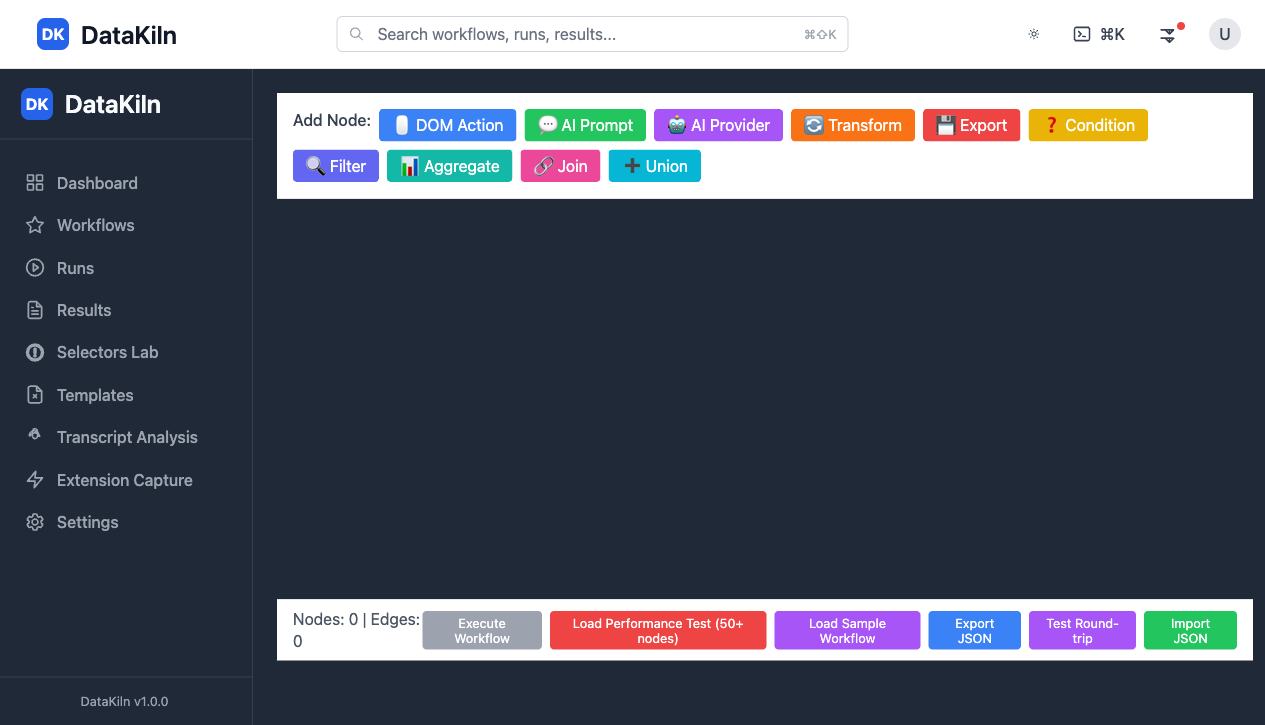 DK DataKiln
Search workflows, runs, results... ⌘⇧K
⌘K
U
DK DataKiln
Dashboard
Workflows
Runs
Results
Selectors Lab
Templates
Transcript Analysis
Extension Capture
Settings
DataKiln v1.0.0
Add Node: DOM Action AI Prompt AI Provider Transform Export ❓ Condition
Filter Aggregate Join ➕ Union
Nodes: 0 | Edges:
0
Execute
Workflow
Load Performance Test (50+
nodes)
Load Sample
Workflow
Export
JSON
Test Round-
trip
Import
JSON